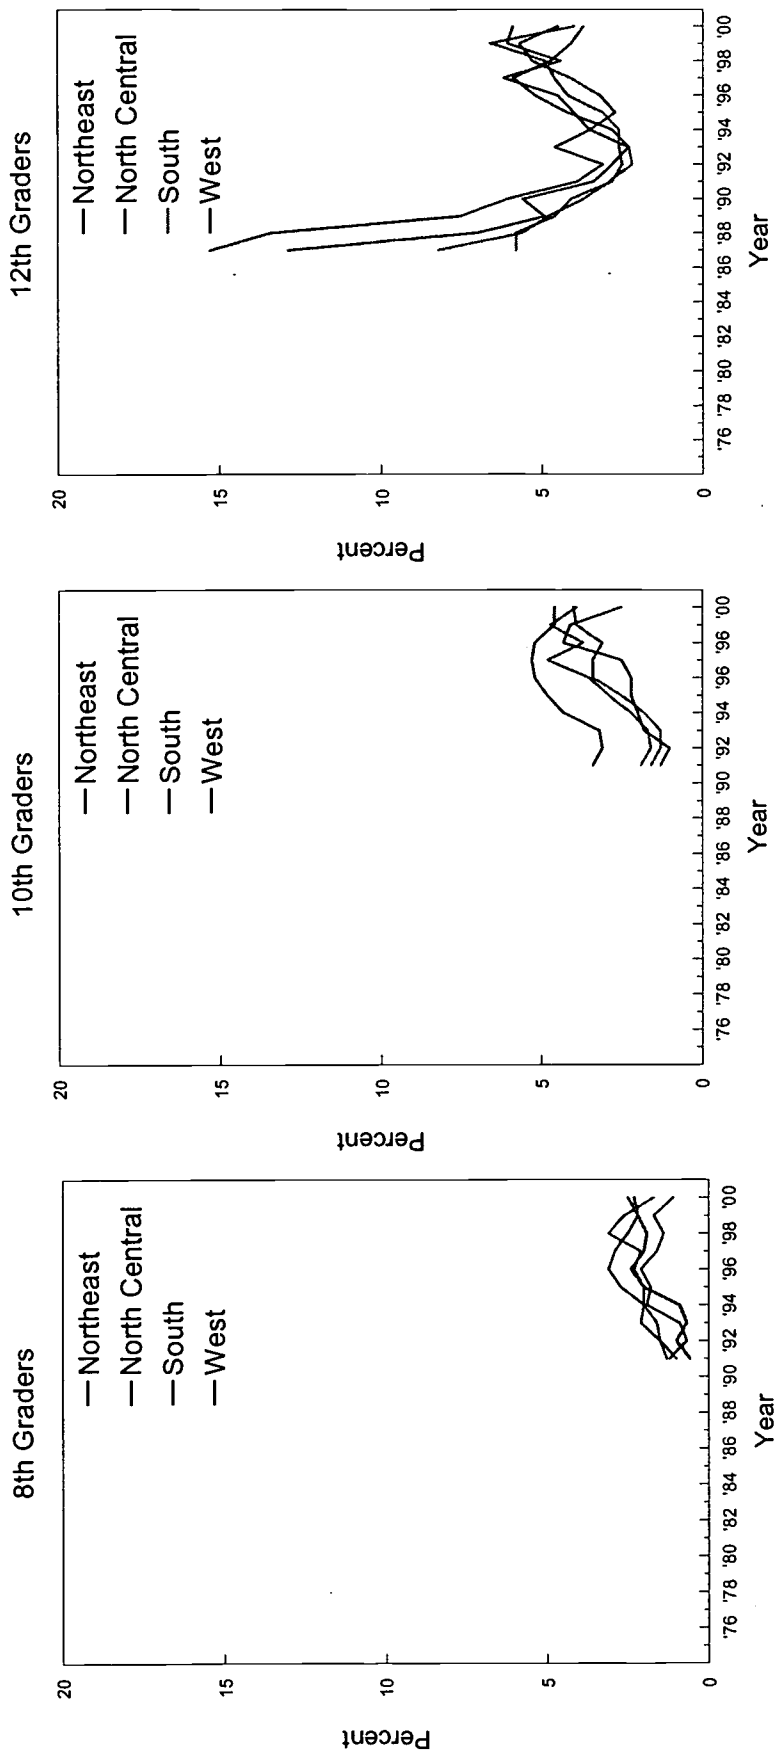 8th Graders
Northeast
North Central
South
West
Percent
20
15
10
5
0
'76 '78 '80 '82 '84 '86 '88 '90 '92 '94 '96 '98 '00
Year
10th Graders
Northeast
North Central
South
West
Percent
20
15
10
5
0
'76 '78 '80 '82 '84 '86 '88 '90 '92 '94 '96 '98 '00
Year
12th Graders
Northeast
North Central
South
West
Percent
20
15
10
5
0
'76 '78 '80 '82 '84 '86 '88 '90 '92 '94 '96 '98 '00
Year